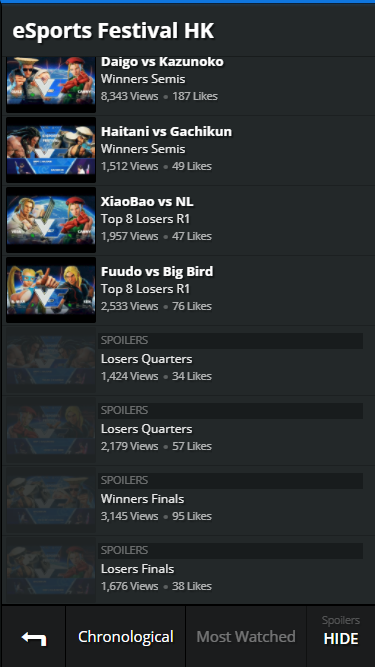 eSports Festival HK
Daigo vs Kazunoko
Winners Semis
8,343 Views • 187 Likes
Haitani vs Gachikun
Winners Semis
1,512 Views • 49 Likes
XiaoBao vs NL
Top 8 Losers R1
1,957 Views • 47 Likes
Fuudo vs Big Bird
Top 8 Losers R1
2,533 Views • 76 Likes
SPOILERS
Losers Quarters
1,424 Views • 34 Likes
SPOILERS
Losers Quarters
2,179 Views • 57 Likes
SPOILERS
Winners Finals
3,145 Views • 95 Likes
SPOILERS
Losers Finals
1,676 Views • 38 Likes
Chronological
Most Watched
Spoilers
HIDE